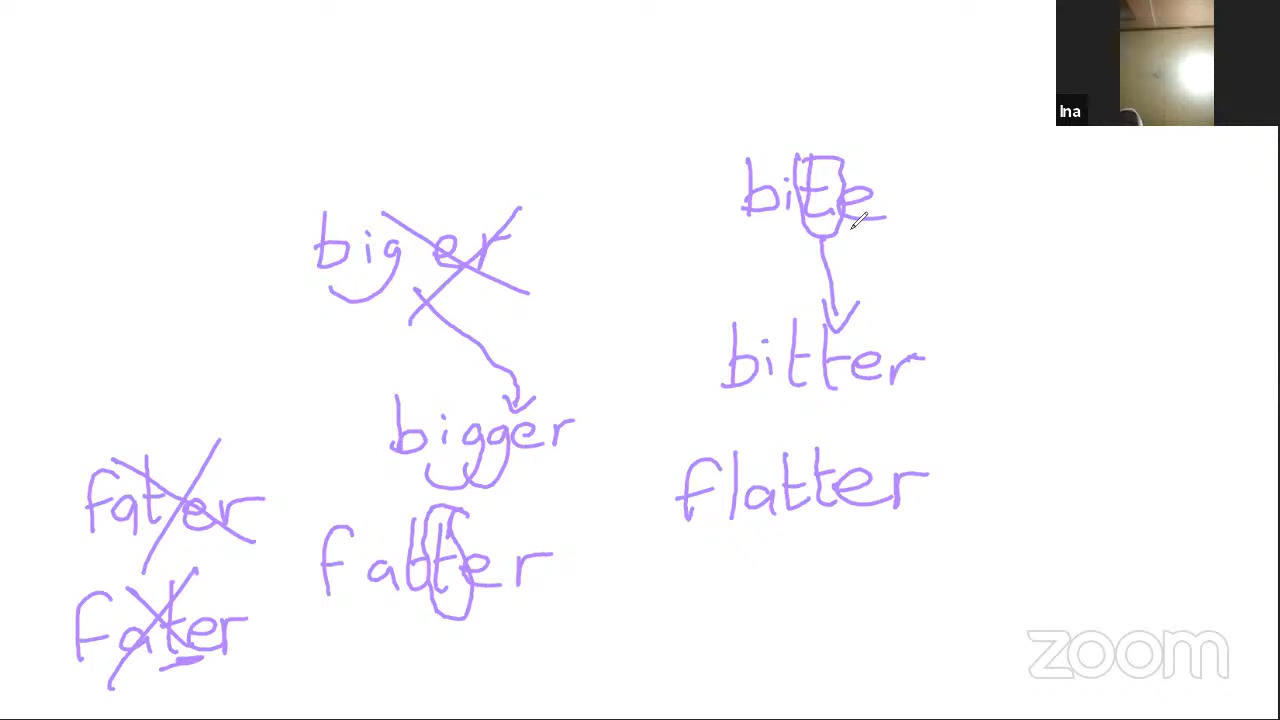 Ina
bite
biger
bitter
bigger
flatter
fater
fatter
fater
zoom